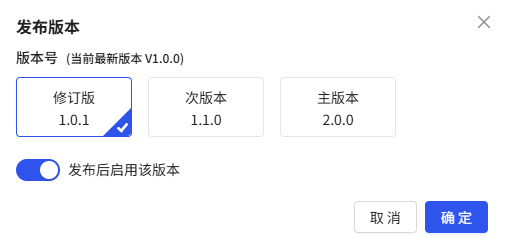 发布版本
版本号 (当前最新版本 V1.0.0)
修订版 次版本 主版本
1.0.1 1.1.0 2.0.0
发布后启用该版本
取消 确定